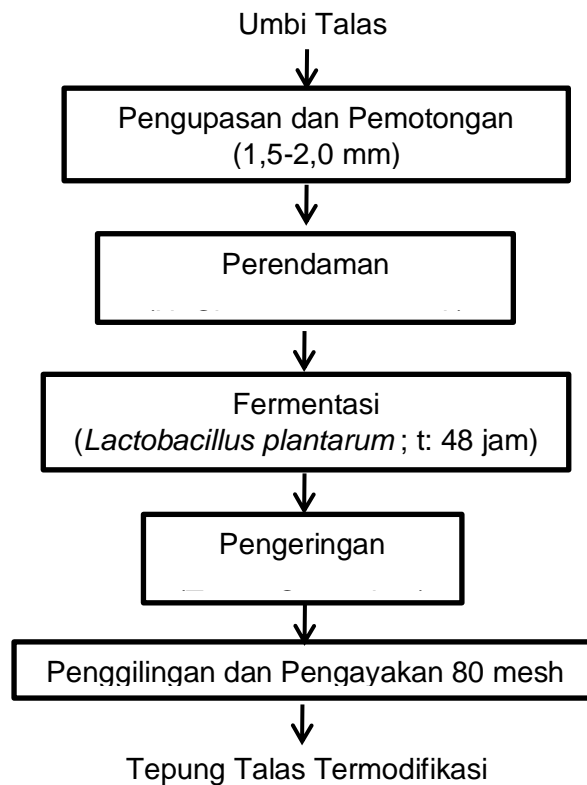 Umbi Talas
Pengupasan dan Pemotongan
(1,5-2,0 mm)
Perendaman
Fermentasi
(Lactobacillus plantarum ; t: 48 jam)
Pengeringan
Penggilingan dan Pengayakan 80 mesh
Tepung Talas Termodifikasi